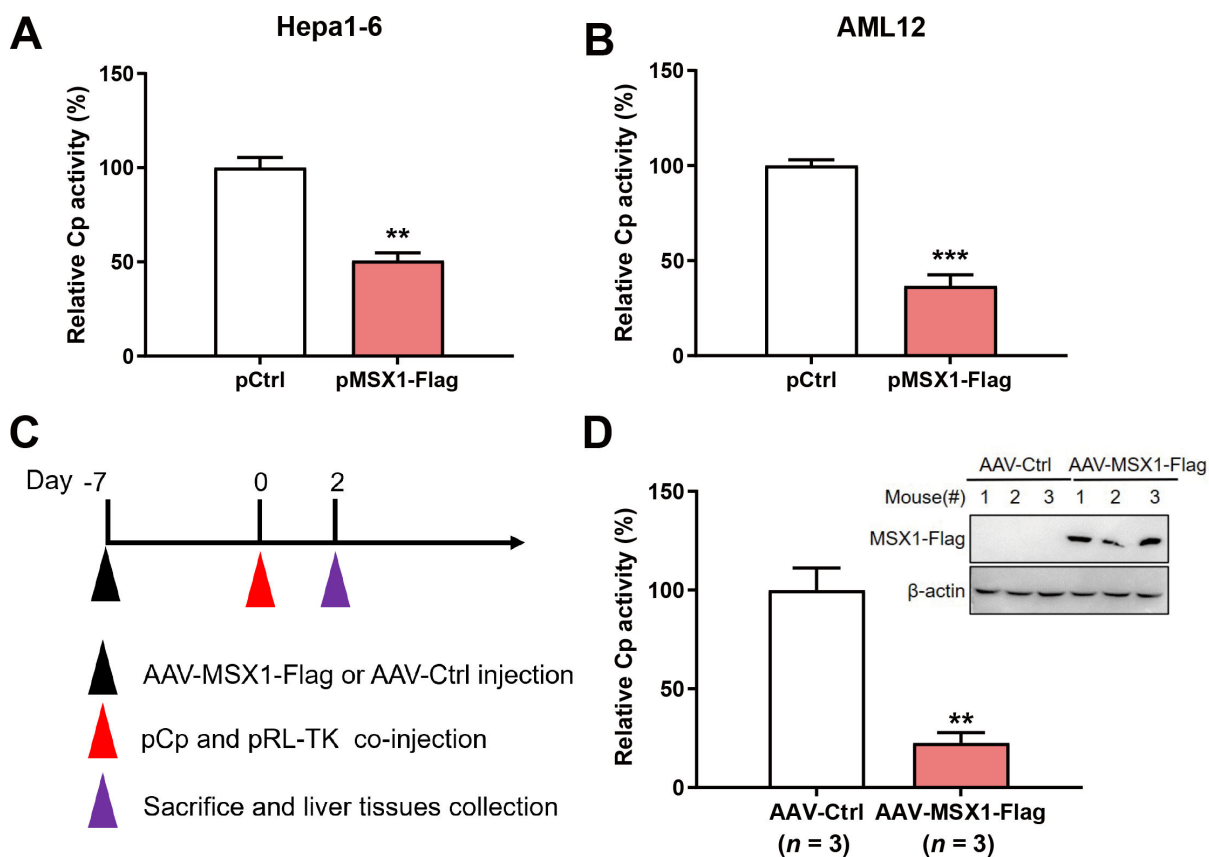 A
Hepa1-6
Relative Cp activity (%)
150
100
50
0
**
pCtrl
pMSX1-Flag
B
AML12
Relative Cp activity (%)
150
100
50
0
***
pCtrl
pMSX1-Flag
C
Day -7 0 2
AAV-MSX1-Flag or AAV-Ctrl injection
pCp and pRL-TK co-injection
Sacrifice and liver tissues collection
D
Relative Cp activity (%)
150
100
50
0
**
AAV-Ctrl AAV-MSX1-Flag
(n = 3) (n = 3)
AAV-Ctrl AAV-MSX1-Flag
Mouse(#) 1 2 3 1 2 3
MSX1-Flag
β-actin